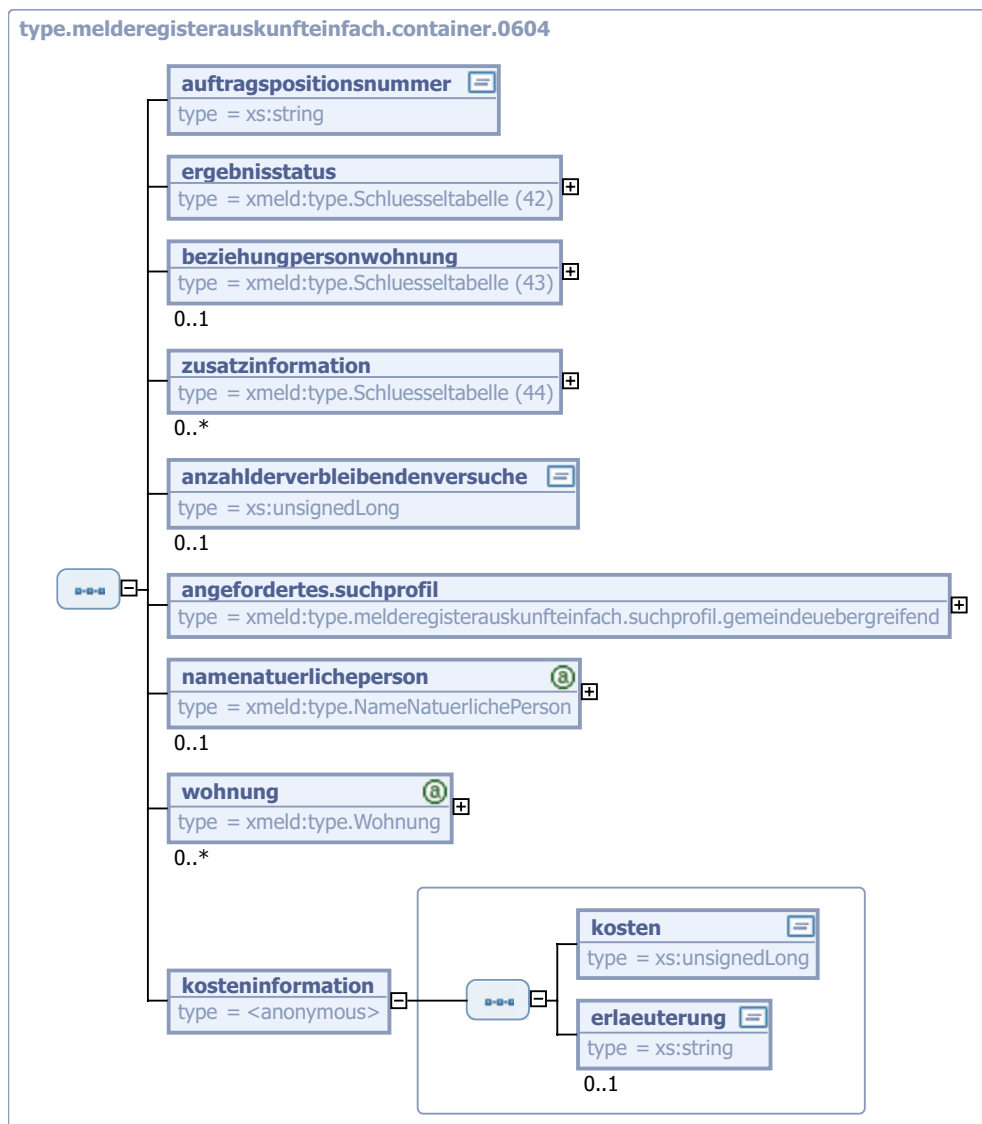 type.melderegisterauskunfteinfach.container.0604
auftragspositionsnummer
type = xs:string
ergebnisstatus
type = xmeld:type.Schluesseltabelle (42)
beziehungpersonwohnung
type = xmeld:type.Schluesseltabelle (43)
0..1
zusatzinformation
type = xmeld:type.Schluesseltabelle (44)
0..*
anzahlderverbleibendenversuche
type = xs:unsignedLong
0..1
angefordertes.suchprofil
type = xmeld:type.melderegisterauskunfteinfach.suchprofil.gemeindeuebergreifend
namenatuerlicheperson
type = xmeld:type.NameNatuerlichePerson
0..1
wohnung
type = xmeld:type.Wohnung
0..*
kosteninformation
type = <anonymous>
kosten
type = xs:unsignedLong
erlaeuterung
type = xs:string
0..1